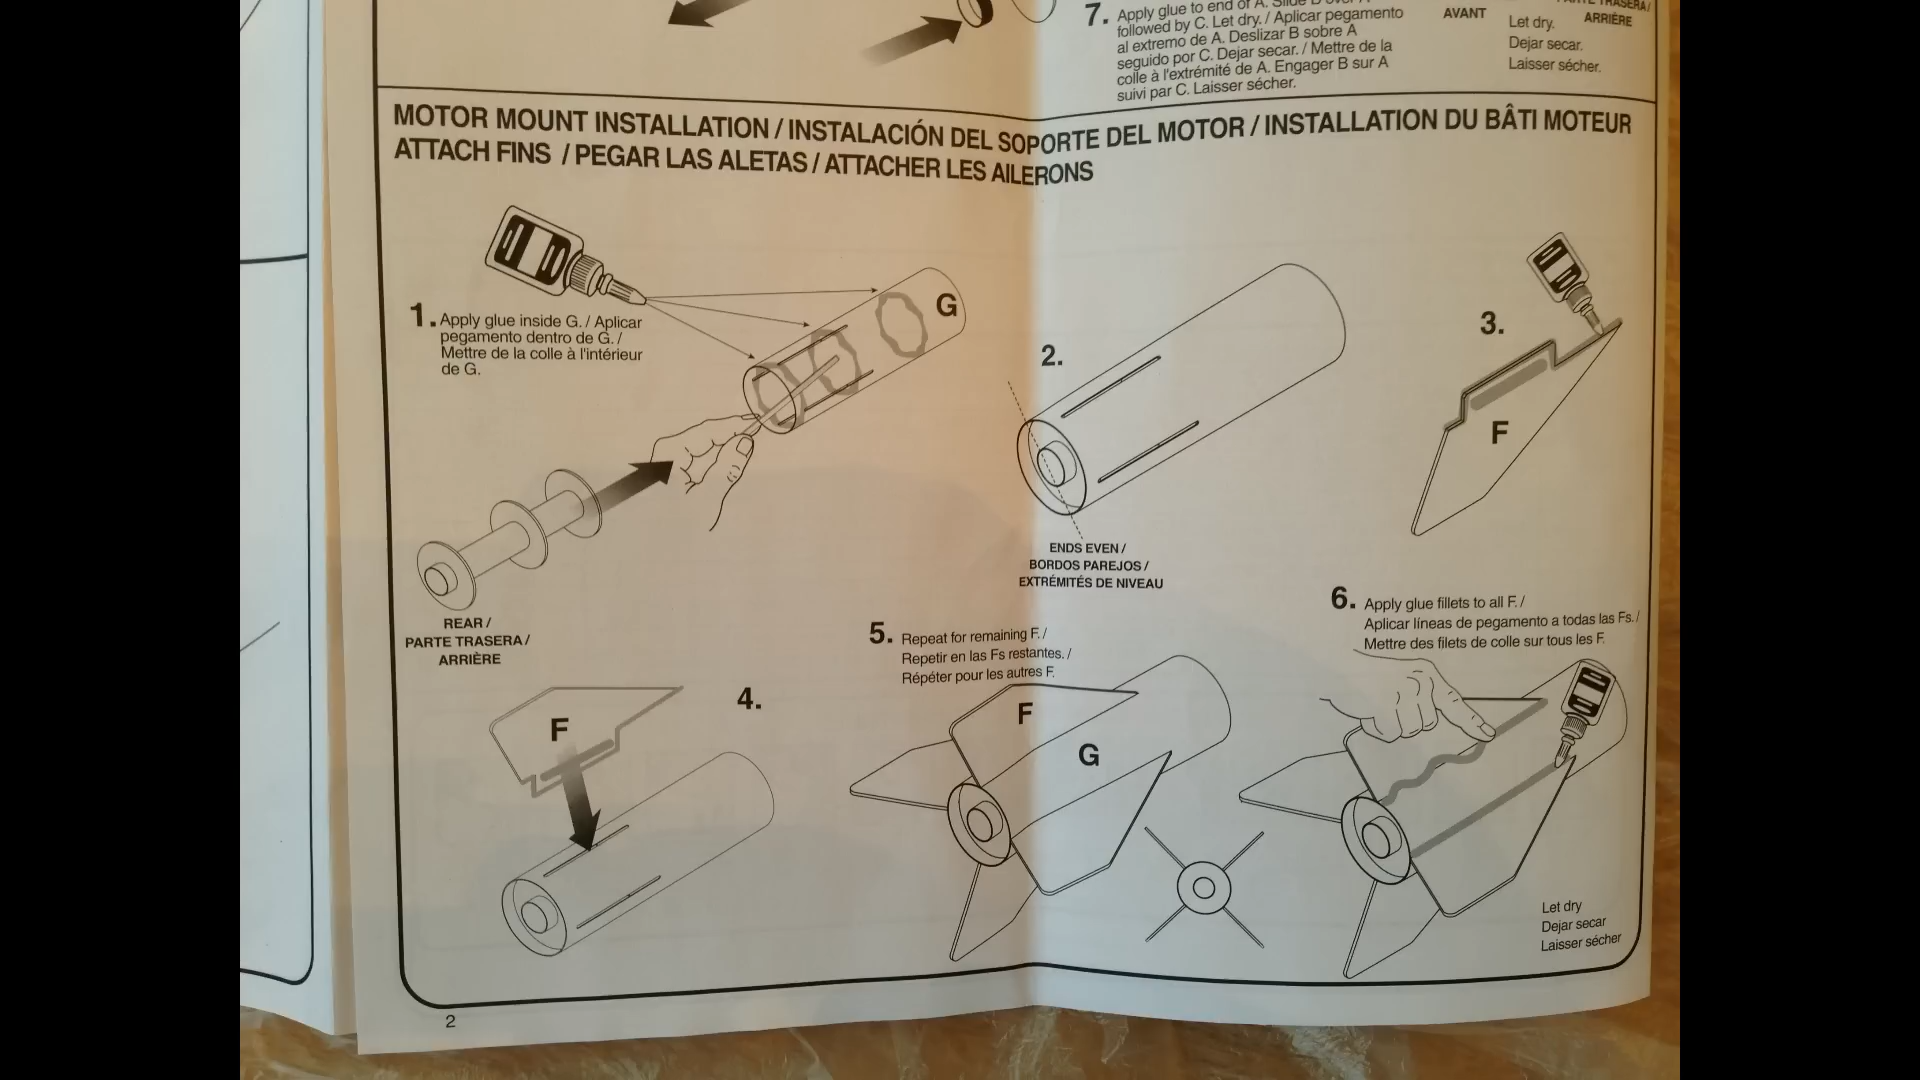 7. Apply glue to end of A. Slide B over A
followed by C. Let dry. / Aplicar pegamento
al extremo de A. Deslizar B sobre A
seguido por C. Dejar secar. / Mettre de la
colle à l'extrémité de A. Engager B sur A
suivi par C. Laisser sécher.
AVANT
TRASERA /
ARRIÈRE
Let dry.
Dejar secar.
Laisser sécher.
MOTOR MOUNT INSTALLATION / INSTALACIÓN DEL SOPORTE DEL MOTOR / INSTALLATION DU BÂTI MOTEUR
ATTACH FINS / PEGAR LAS ALETAS / ATTACHER LES AILERONS
1. Apply glue inside G. / Aplicar
pegamento dentro de G. /
Mettre de la colle à l'intérieur
de G.
G
REAR /
PARTE TRASERA /
ARRIÈRE
2.
ENDS EVEN /
BORDOS PAREJOS /
EXTRÉMITÉS DE NIVEAU
3.
F
4.
F
5. Repeat for remaining F. /
Repetir en las Fs restantes. /
Répéter pour les autres F.
F
G
6. Apply glue fillets to all F. /
Aplicar líneas de pegamento a todas las Fs. /
Mettre des filets de colle sur tous les F.
Let dry
Dejar secar
Laisser sécher
2